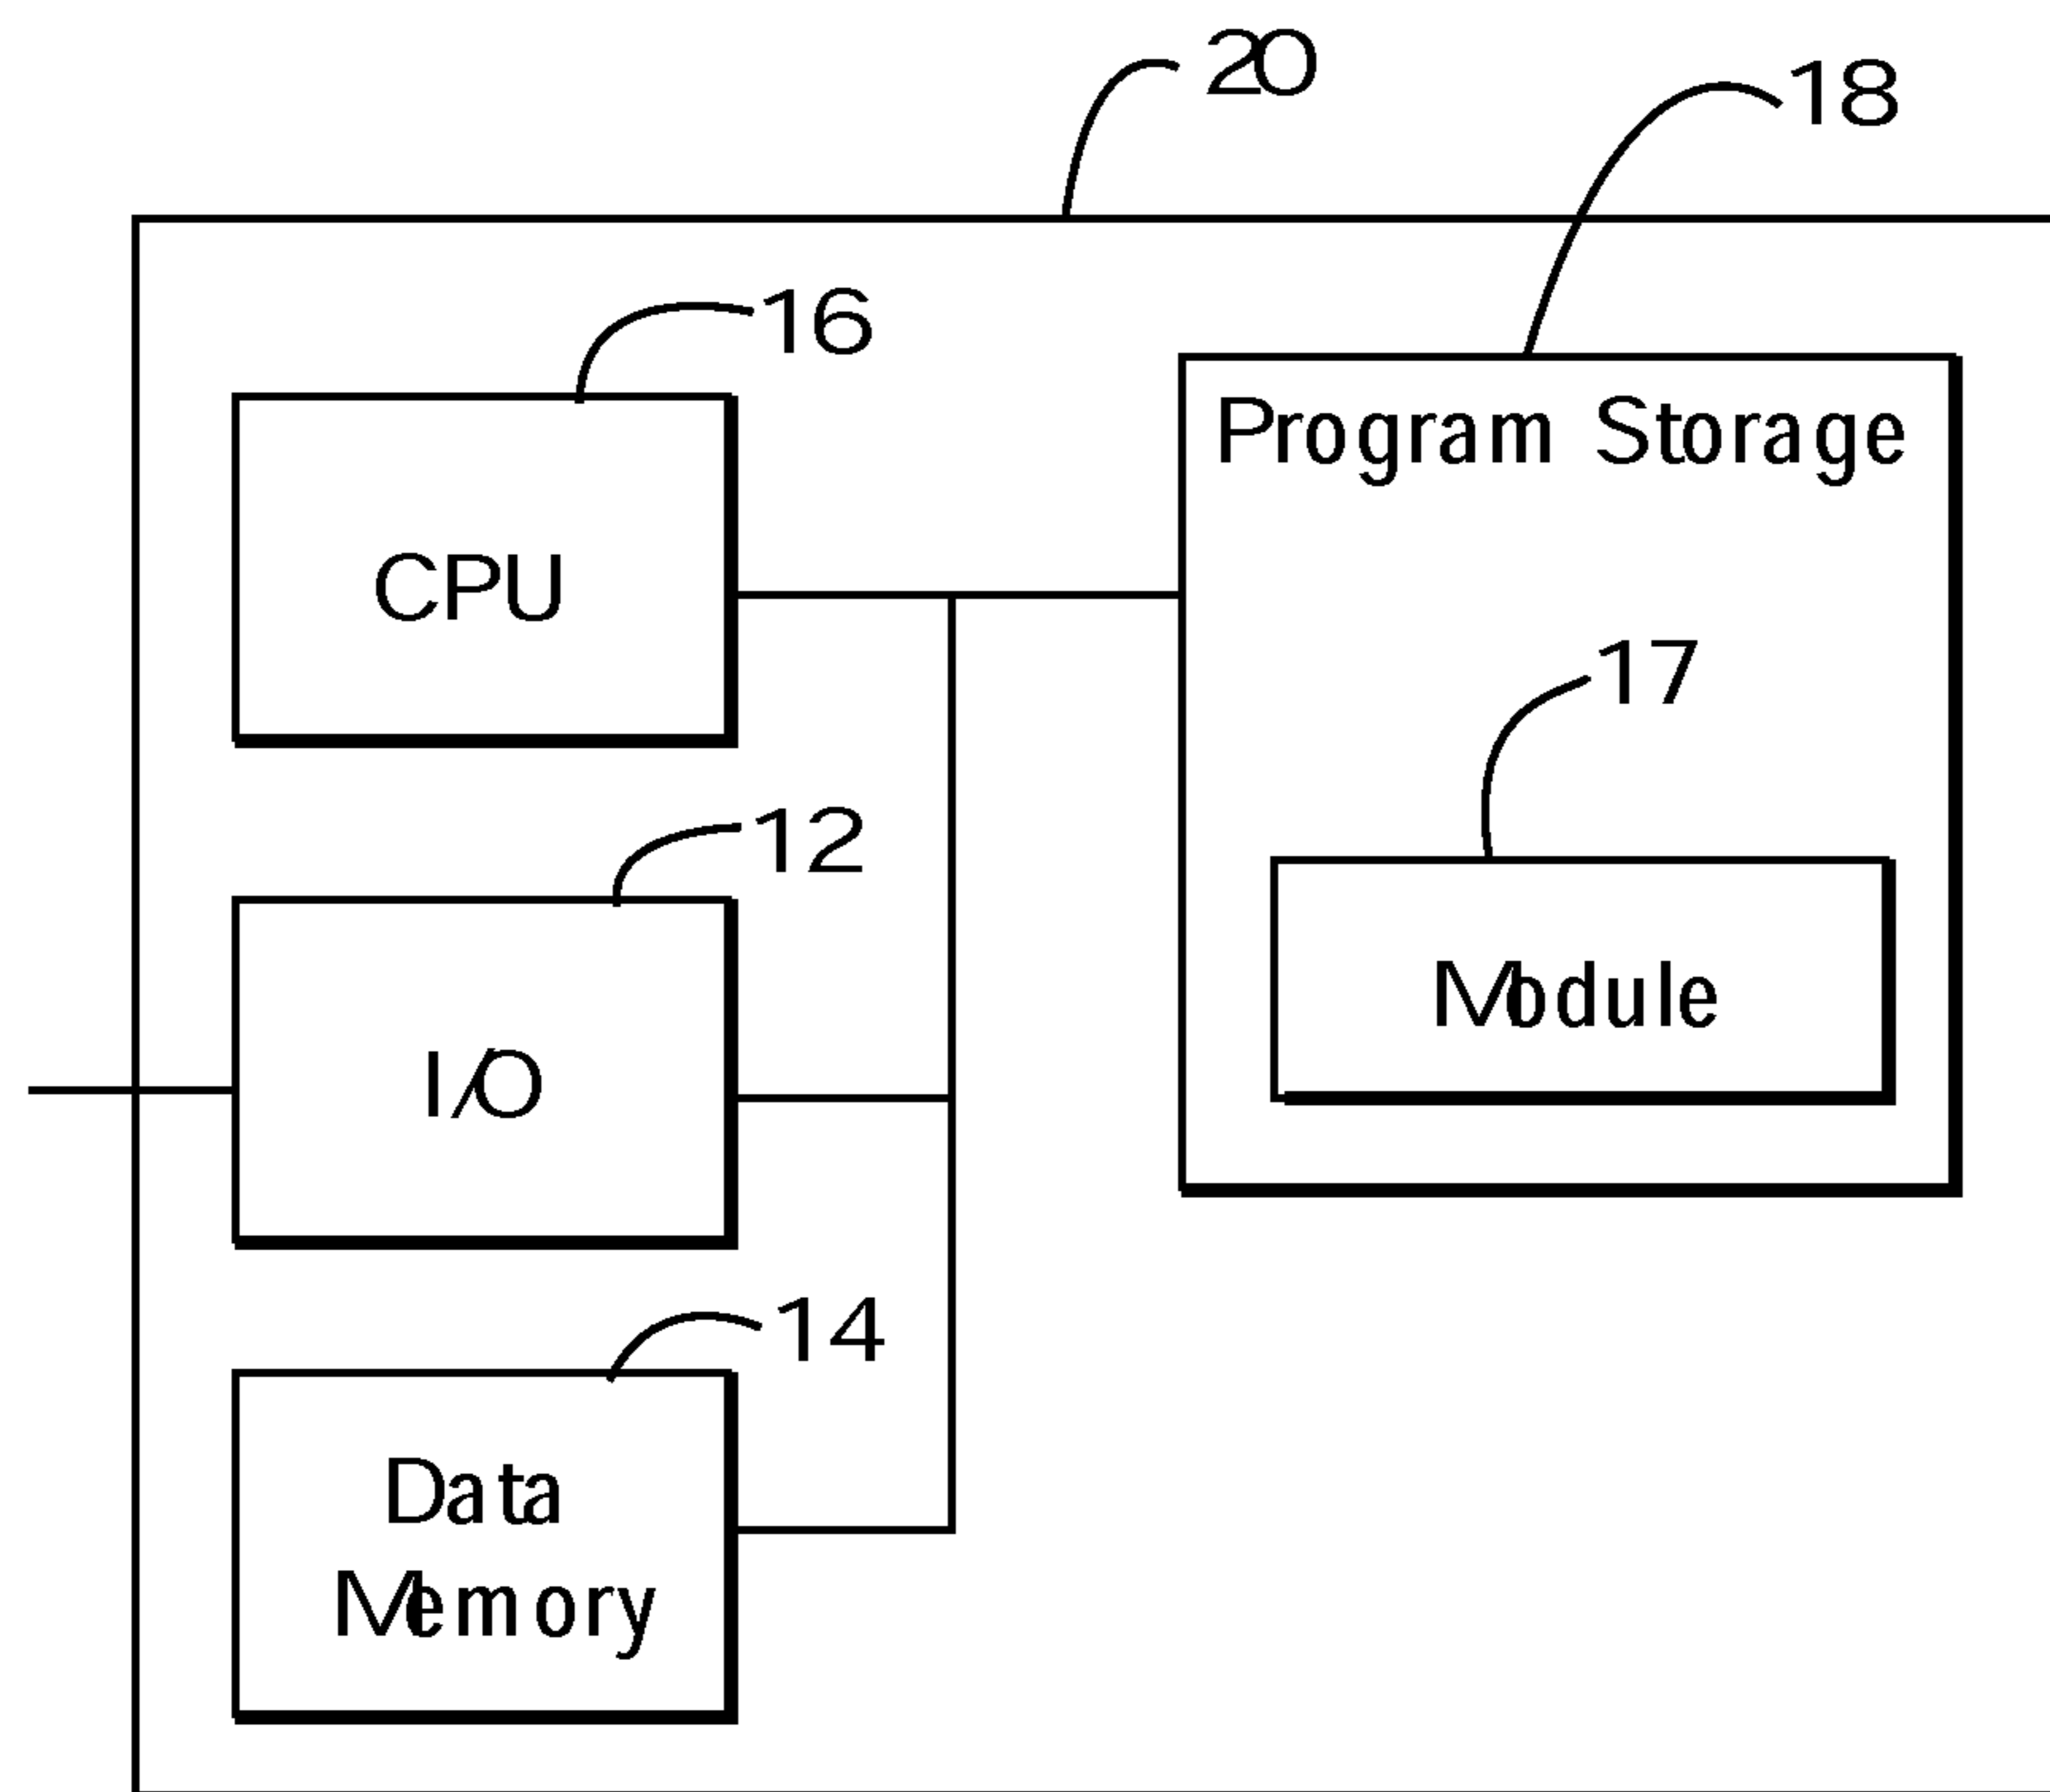 20
18
16
Program Storage
CPU
17
12
Module
I/O
14
Data
Memory